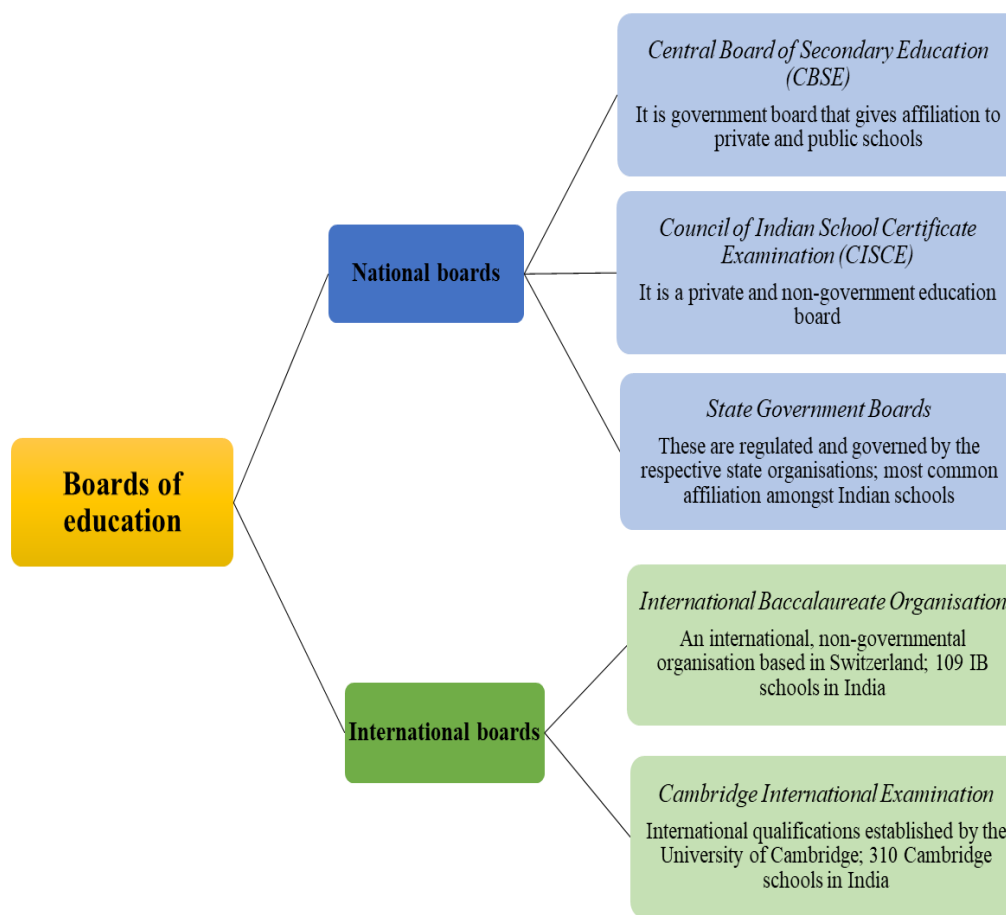 Boards of
education
National boards
Central Board of Secondary Education
(CBSE)
It is government board that gives affiliation to
private and public schools
Council of Indian School Certificate
Examination (CISCE)
It is a private and non-government education
board
State Government Boards
These are regulated and governed by the
respective state organisations; most common
affiliation amongst Indian schools
International boards
International Baccalaureate Organisation
An international, non-governmental
organisation based in Switzerland; 109 IB
schools in India
Cambridge International Examination
International qualifications established by the
University of Cambridge; 310 Cambridge
schools in India